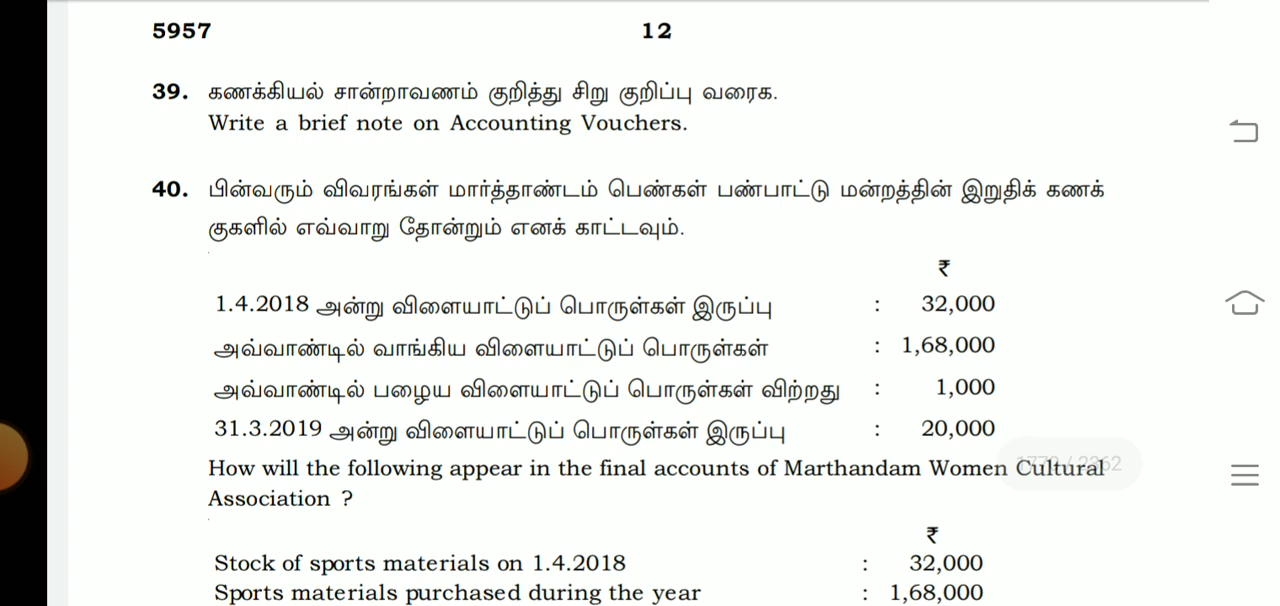 5957 12
39. கணக்கியல் சான்றாவணம் குறித்து சிறு குறிப்பு வரைக.
Write a brief note on Accounting Vouchers.
40. பின்வரும் விவரங்கள் மார்த்தாண்டம் பெண்கள் பண்பாட்டு மன்றத்தின் இறுதிக் கணக்
குகளில் எவ்வாறு தோன்றும் எனக் காட்டவும்.
₹
1.4.2018 அன்று விளையாட்டுப் பொருள்கள் இருப்பு : 32,000
அவ்வாண்டில் வாங்கிய விளையாட்டுப் பொருள்கள் : 1,68,000
அவ்வாண்டில் பழைய விளையாட்டுப் பொருள்கள் விற்றது : 1,000
31.3.2019 அன்று விளையாட்டுப் பொருள்கள் இருப்பு : 20,000
How will the following appear in the final accounts of Marthandam Women Cultural
Association ?
₹
Stock of sports materials on 1.4.2018 : 32,000
Sports materials purchased during the year : 1,68,000